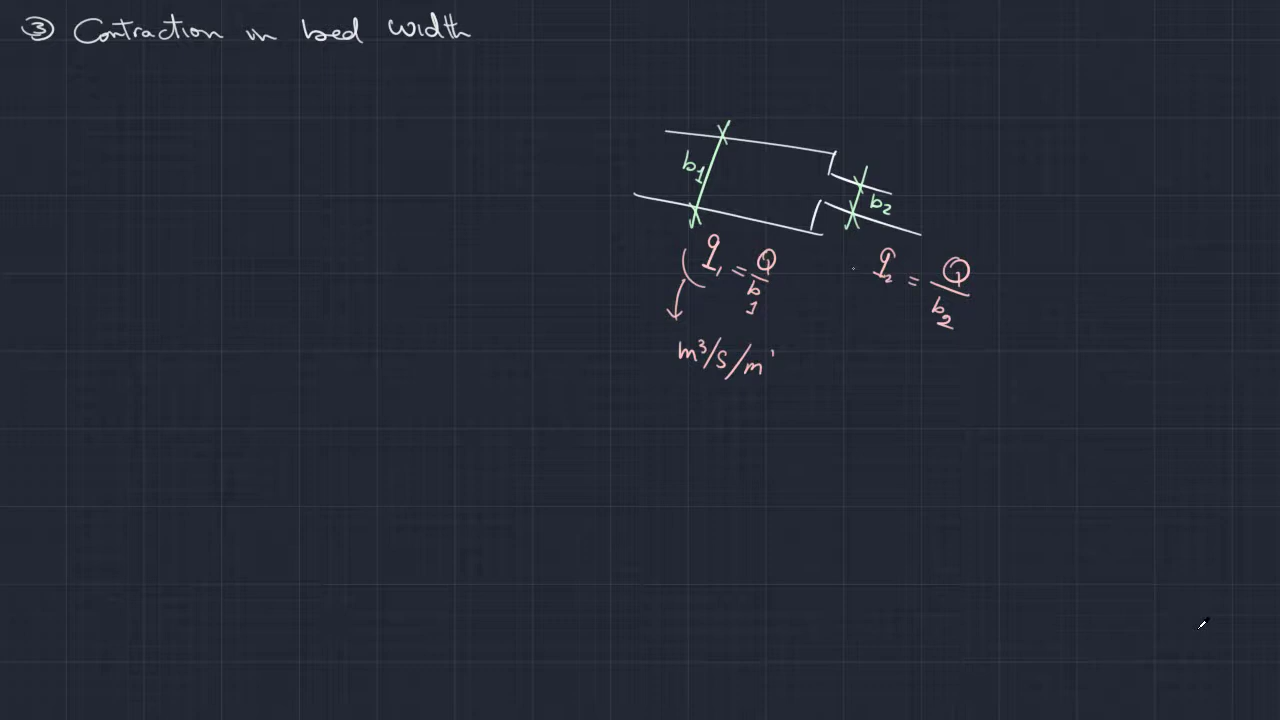 ③ Contraction in bed width
b₁
b₂
q₁ = Q/b₁
q₂ = Q/b₂
m³/s/m'